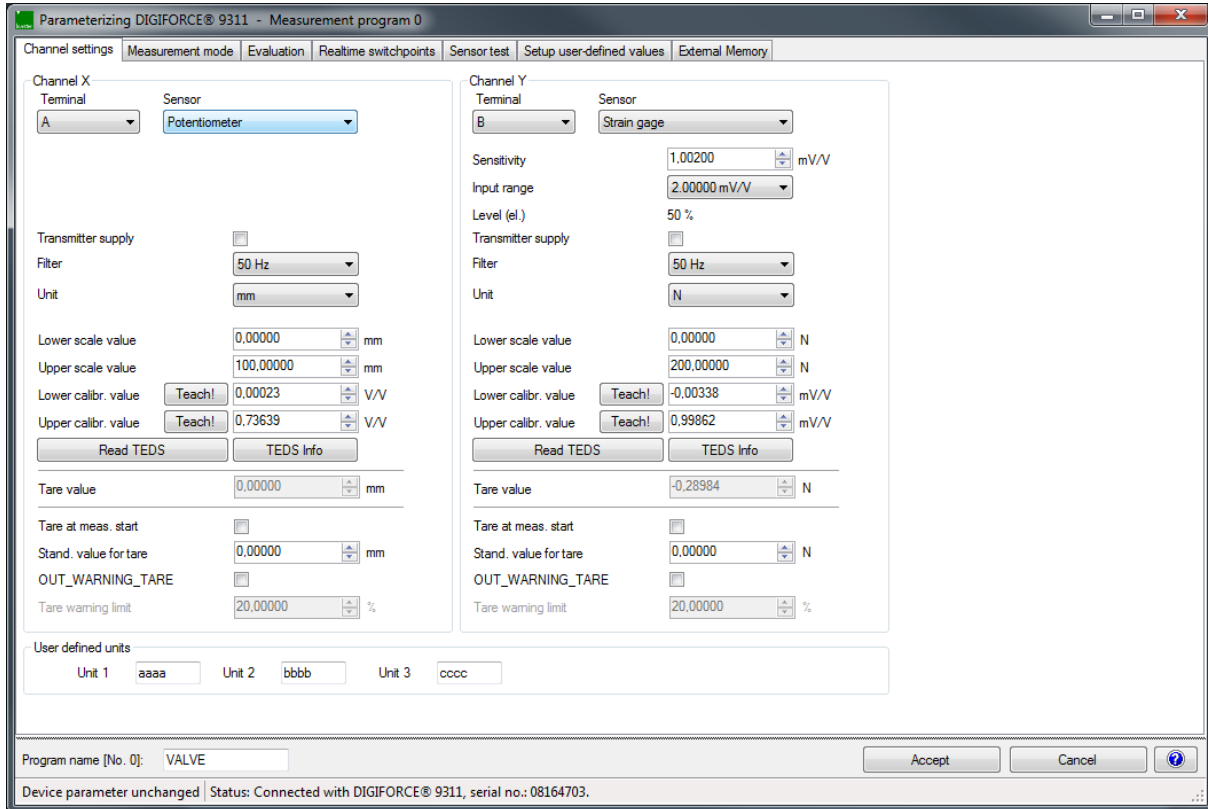 Parameterizing DIGIFORCE® 9311 - Measurement program 0
Channel settings Measurement mode Evaluation Realtime switchpoints Sensor test Setup user-defined values External Memory
Channel X
Terminal Sensor
A Potentiometer
Transmitter supply
Filter 50 Hz
Unit mm
Lower scale value 0,00000 mm
Upper scale value 100,00000 mm
Lower calibr. value Teach! 0,00023 V/V
Upper calibr. value Teach! 0,73639 V/V
Read TEDS TEDS Info
Tare value 0,00000 mm
Tare at meas. start
Stand. value for tare 0,00000 mm
OUT_WARNING_TARE
Tare warning limit 20,00000 %
Channel Y
Terminal Sensor
B Strain gage
Sensitivity 1,00200 mV/V
Input range 2.00000 mV/V
Level (el.) 50 %
Transmitter supply
Filter 50 Hz
Unit N
Lower scale value 0,00000 N
Upper scale value 200,00000 N
Lower calibr. value Teach! -0,00338 mV/V
Upper calibr. value Teach! 0,99862 mV/V
Read TEDS TEDS Info
Tare value -0,28984 N
Tare at meas. start
Stand. value for tare 0,00000 N
OUT_WARNING_TARE
Tare warning limit 20,00000 %
User defined units
Unit 1 aaaa Unit 2 bbbb Unit 3 cccc
Program name [No. 0]: VALVE Accept Cancel ?
Device parameter unchanged Status: Connected with DIGIFORCE® 9311, serial no.: 08164703.